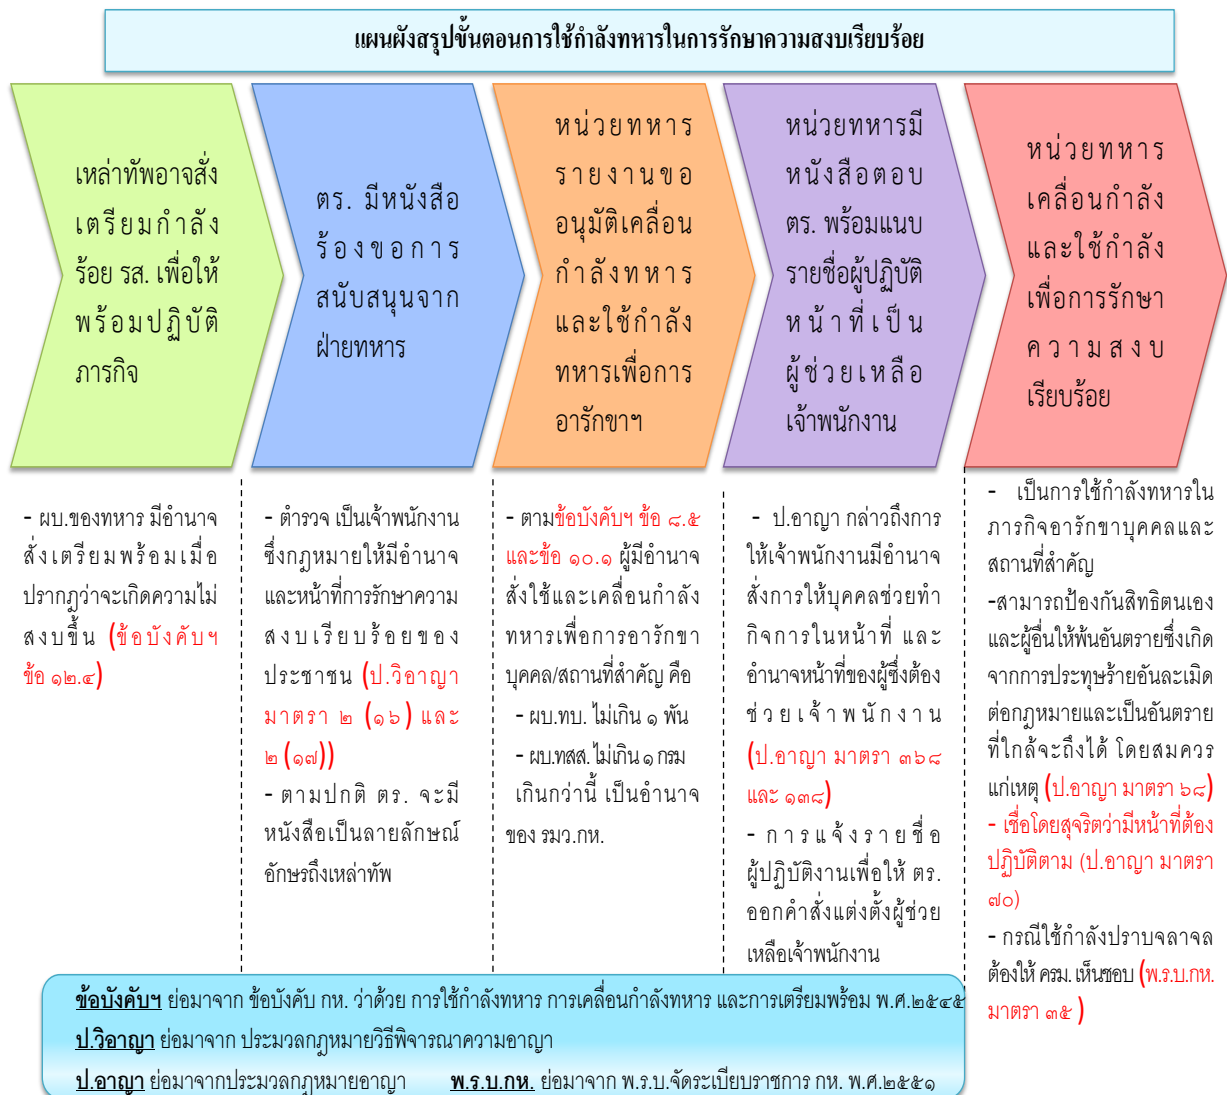 แผนผังสรุปขั้นตอนการใช้กำลังทหารในการรักษาความสงบเรียบร้อย
เหล่าทัพอาจสั่ง
เตรียมกำลัง
ร้อย รส. เพื่อให้
พร้อมปฏิบัติ
ภารกิจ
ตร. มีหนังสือ
ร้องขอการ
สนับสนุนจาก
ฝ่ายทหาร
หน่วยทหาร
รายงานขอ
อนุมัติเคลื่อน
กำลังทหาร
และใช้กำลัง
ทหารเพื่อการ
อารักขาฯ
หน่วยทหารมี
หนังสือตอบ
ตร. พร้อมแนบ
รายชื่อผู้ปฏิบัติ
หน้าที่เป็น
ผู้ช่วยเหลือ
เจ้าพนักงาน
หน่วยทหาร
เคลื่อนกำลัง
และใช้กำลัง
เพื่อการรักษา
ความสงบ
เรียบร้อย
- ผบ.ของทหาร มีอำนาจ
สั่งเตรียมพร้อมเมื่อ
ปรากฏว่าจะเกิดความไม่
สงบขึ้น (ข้อบังคับฯ
ข้อ ๑๒.๔)
- ตำรวจ เป็นเจ้าพนักงาน
ซึ่งกฎหมายให้มีอำนาจ
และหน้าที่การรักษาความ
สงบเรียบร้อยของ
ประชาชน (ป.วิอาญา
มาตรา ๒ (๑๖) และ
๒ (๑๗))
- ตามปกติ ตร. จะมี
หนังสือเป็นลายลักษณ์
อักษรถึงเหล่าทัพ
- ตามข้อบังคับฯ ข้อ ๘.๕
และข้อ ๑๐.๑ ผู้มีอำนาจ
สั่งใช้และเคลื่อนกำลัง
ทหารเพื่อการอารักขา
บุคคล/สถานที่สำคัญ คือ
- ผบ.ทบ. ไม่เกิน ๑ พัน
- ผบ.ทสส. ไม่เกิน ๑ กรม
เกินกว่านี้ เป็นอำนาจ
ของ รมว.กห.
- ป.อาญา กล่าวถึงการ
ให้เจ้าพนักงานมีอำนาจ
สั่งการให้บุคคลช่วยทำ
กิจการในหน้าที่ และ
อำนาจหน้าที่ของผู้ซึ่งต้อง
ช่วยเจ้าพนักงาน
(ป.อาญา มาตรา ๓๖๘
และ ๑๓๘)
- การแจ้งรายชื่อ
ผู้ปฏิบัติงานเพื่อให้ ตร.
ออกคำสั่งแต่งตั้งผู้ช่วย
เหลือเจ้าพนักงาน
- เป็นการใช้กำลังทหารใน
ภารกิจอารักขาบุคคลและ
สถานที่สำคัญ
-สามารถป้องกันสิทธิตนเอง
และผู้อื่นให้พ้นอันตรายซึ่งเกิด
จากการประทุษร้ายอันละเมิด
ต่อกฎหมายและเป็นอันตราย
ที่ใกล้จะถึงได้ โดยสมควร
แก่เหตุ (ป.อาญา มาตรา ๖๘)
- เชื่อโดยสุจริตว่ามีหน้าที่ต้อง
ปฏิบัติตาม (ป.อาญา มาตรา
๗๐)
- กรณีใช้กำลังปราบจลาจล
ต้องให้ ครม. เห็นชอบ (พ.ร.บ.กห.
มาตรา ๓๕ )
ข้อบังคับฯ ย่อมาจาก ข้อบังคับ กห. ว่าด้วย การใช้กำลังทหาร การเคลื่อนกำลังทหาร และการเตรียมพร้อม พ.ศ.๒๕๔๕
ป.วิอาญา ย่อมาจาก ประมวลกฎหมายวิธีพิจารณาความอาญา
ป.อาญา ย่อมาจากประมวลกฎหมายอาญา พ.ร.บ.กห. ย่อมาจาก พ.ร.บ.จัดระเบียบราชการ กห. พ.ศ.๒๕๕๑